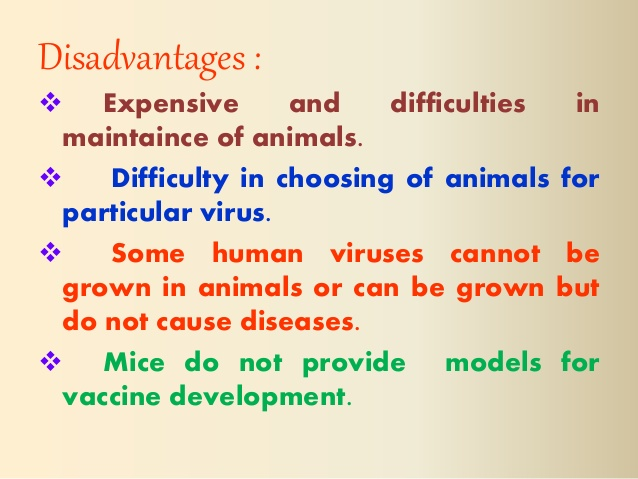 Disadvantages :
❖ Expensive and difficulties in
maintaince of animals.
❖ Difficulty in choosing of animals for
particular virus.
❖ Some human viruses cannot be
grown in animals or can be grown but
do not cause diseases.
❖ Mice do not provide models for
vaccine development.